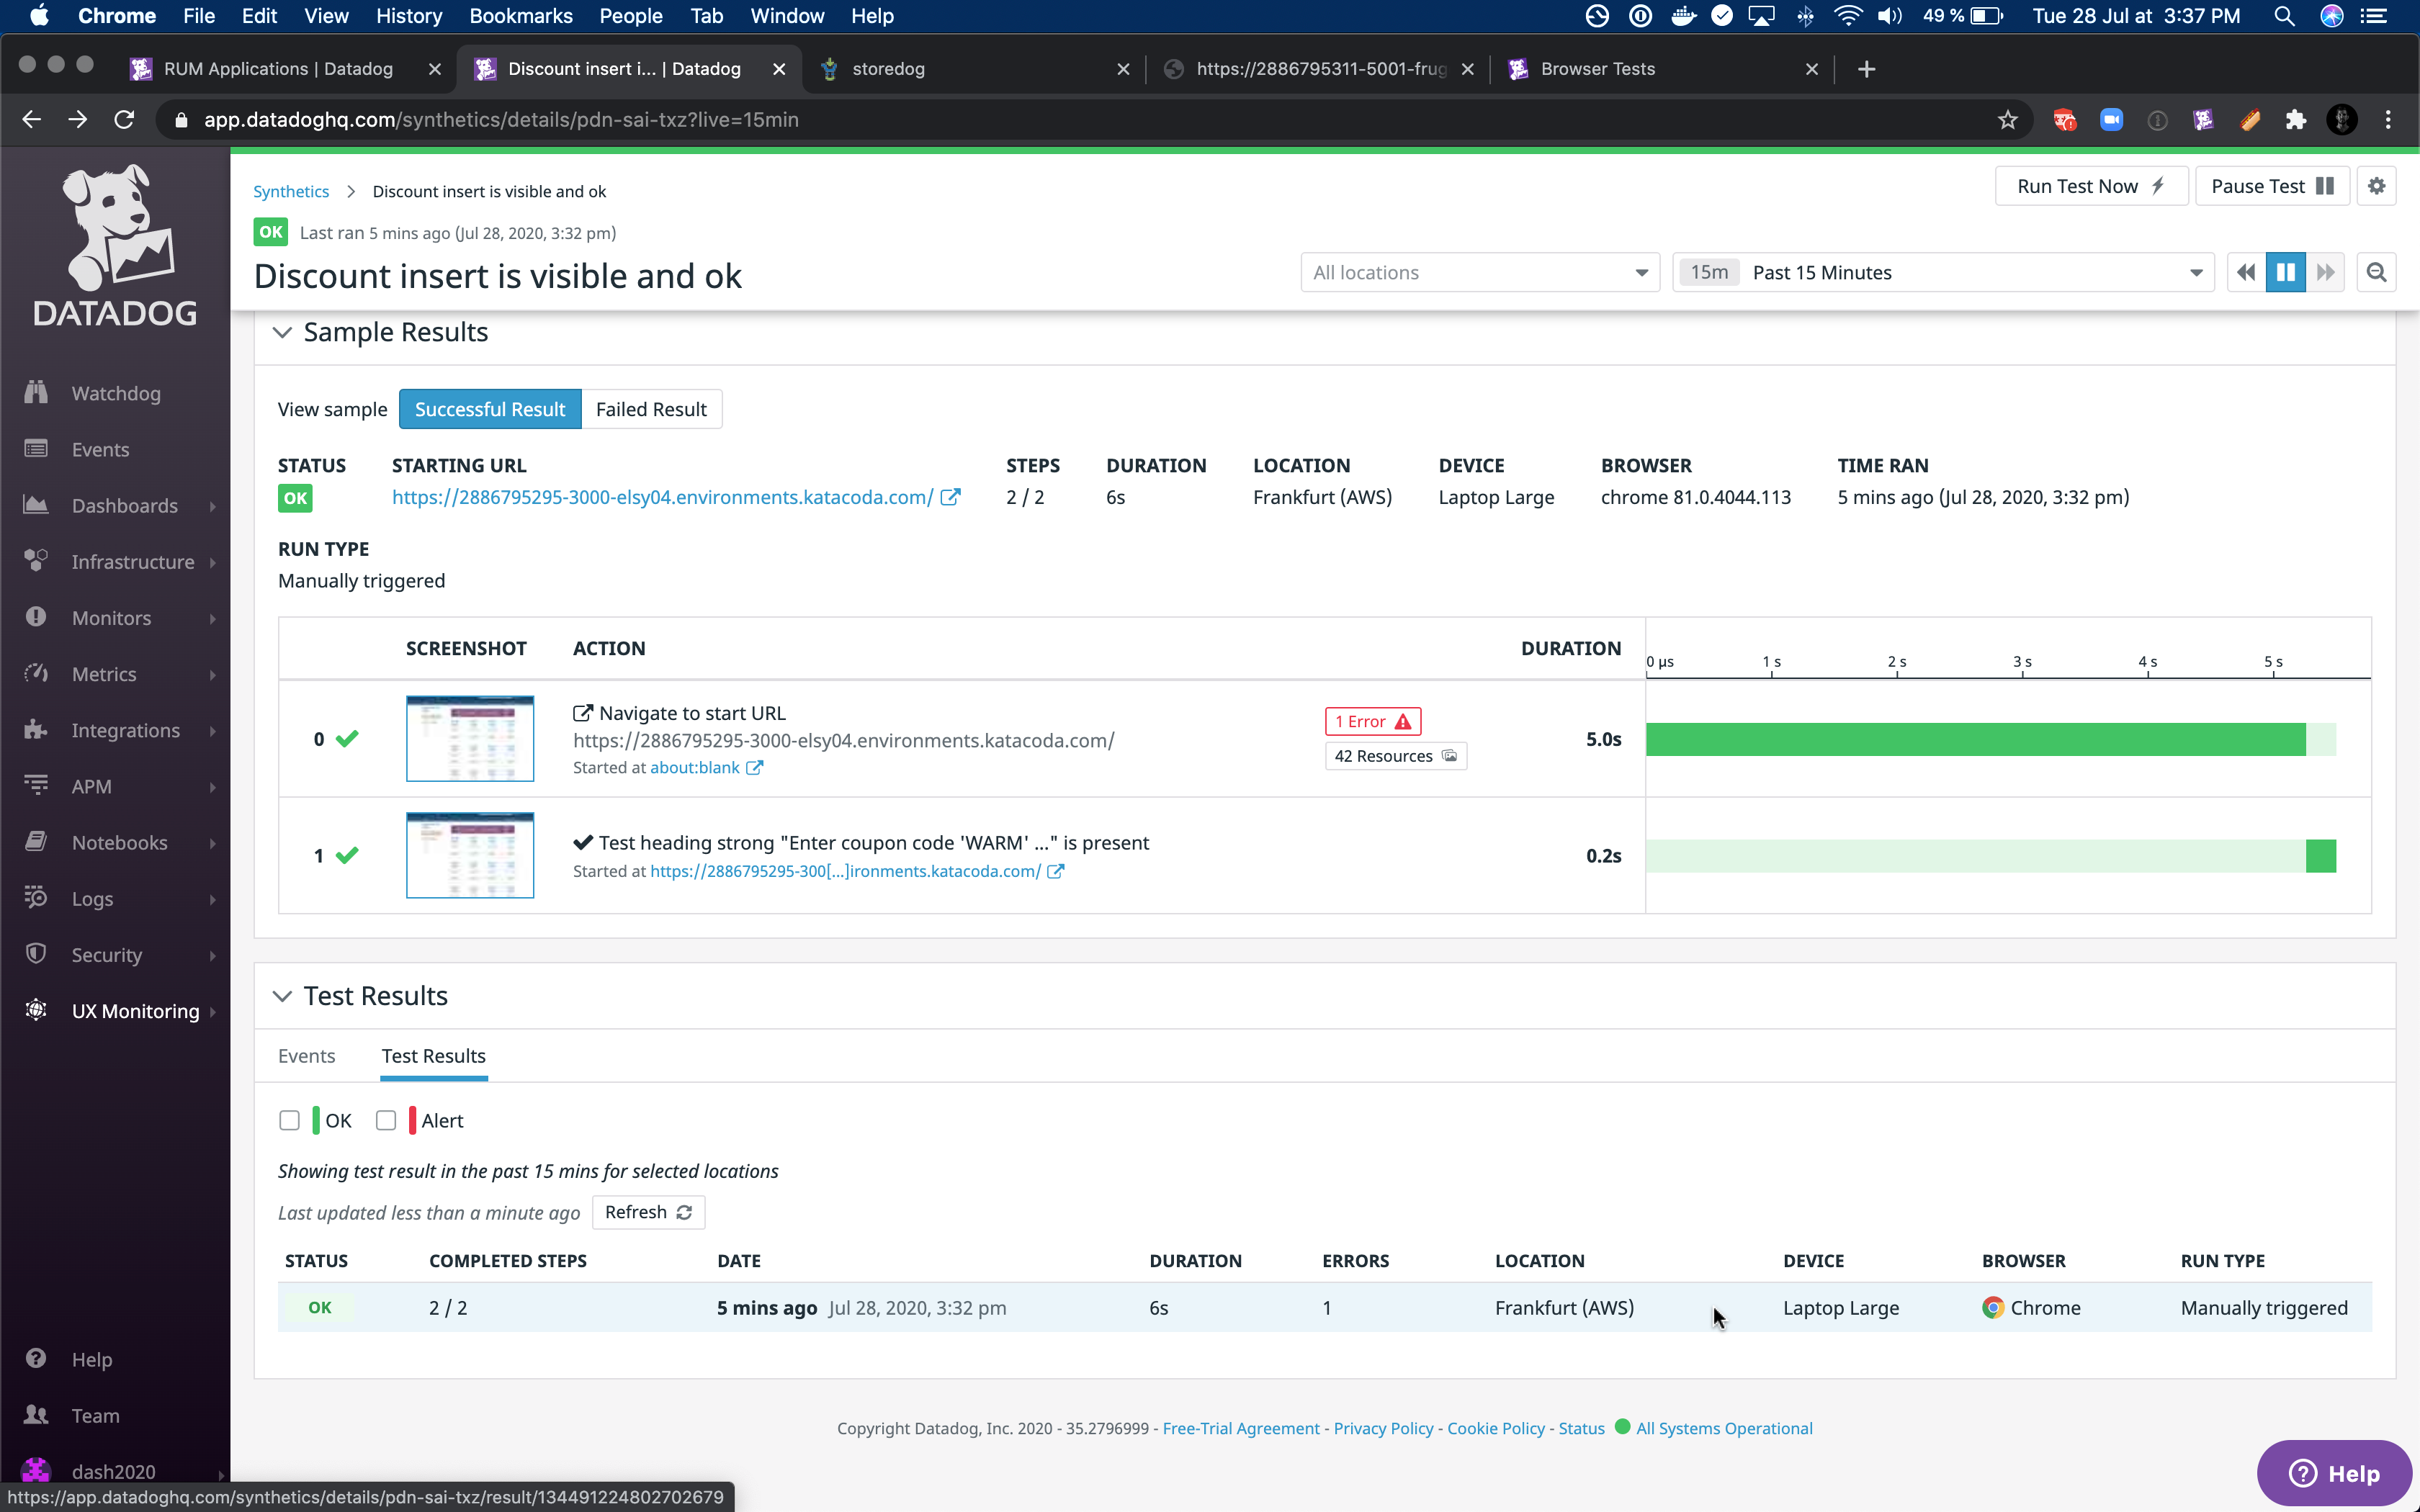 Chrome File Edit View History Bookmarks People Tab Window Help 49 % Tue 28 Jul at 3:37 PM
RUM Applications | Datadog Discount insert i... | Datadog storedog https://2886795311-5001-frug Browser Tests
app.datadoghq.com/synthetics/details/pdn-sai-txz?live=15min
DATADOG
Watchdog
Events
Dashboards
Infrastructure
Monitors
Metrics
Integrations
APM
Notebooks
Logs
Security
UX Monitoring
Help
Team
dash2020
Synthetics > Discount insert is visible and ok
Run Test Now Pause Test
OK Last ran 5 mins ago (Jul 28, 2020, 3:32 pm)
Discount insert is visible and ok
All locations 15m Past 15 Minutes
Sample Results
View sample Successful Result Failed Result
STATUS STARTING URL STEPS DURATION LOCATION DEVICE BROWSER TIME RAN
OK https://2886795295-3000-elsy04.environments.katacoda.com/ 2 / 2 6s Frankfurt (AWS) Laptop Large chrome 81.0.4044.113 5 mins ago (Jul 28, 2020, 3:32 pm)
RUN TYPE
Manually triggered
SCREENSHOT ACTION DURATION 0 µs 1 s 2 s 3 s 4 s 5 s
0 Navigate to start URL
https://2886795295-3000-elsy04.environments.katacoda.com/
Started at about:blank
1 Error
42 Resources
5.0s
1 Test heading strong "Enter coupon code 'WARM' ..." is present
Started at https://2886795295-300[...]ironments.katacoda.com/
0.2s
Test Results
Events Test Results
OK Alert
Showing test result in the past 15 mins for selected locations
Last updated less than a minute ago Refresh
STATUS COMPLETED STEPS DATE DURATION ERRORS LOCATION DEVICE BROWSER RUN TYPE
OK 2 / 2 5 mins ago Jul 28, 2020, 3:32 pm 6s 1 Frankfurt (AWS) Laptop Large Chrome Manually triggered
Copyright Datadog, Inc. 2020 - 35.2796999 - Free-Trial Agreement - Privacy Policy - Cookie Policy - Status All Systems Operational
Help
https://app.datadoghq.com/synthetics/details/pdn-sai-txz/result/134491224802702679